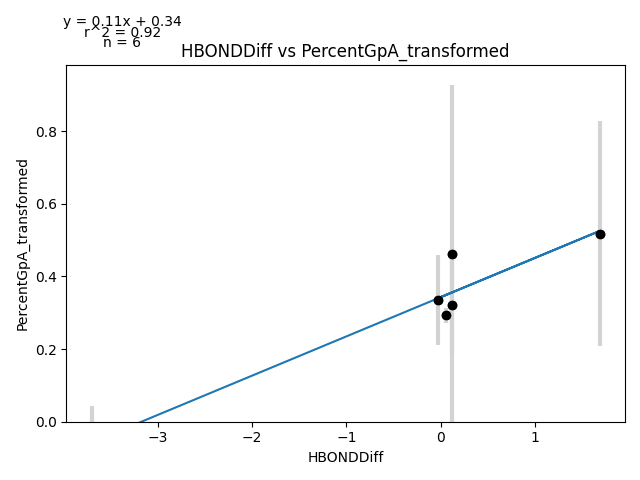 y = 0.11x + 0.34
r^2 = 0.92
n = 6
HBONDDiff vs PercentGpA_transformed
PercentGpA_transformed
0.8
0.6
0.4
0.2
0.0
−3 −2 −1 0 1
HBONDDiff